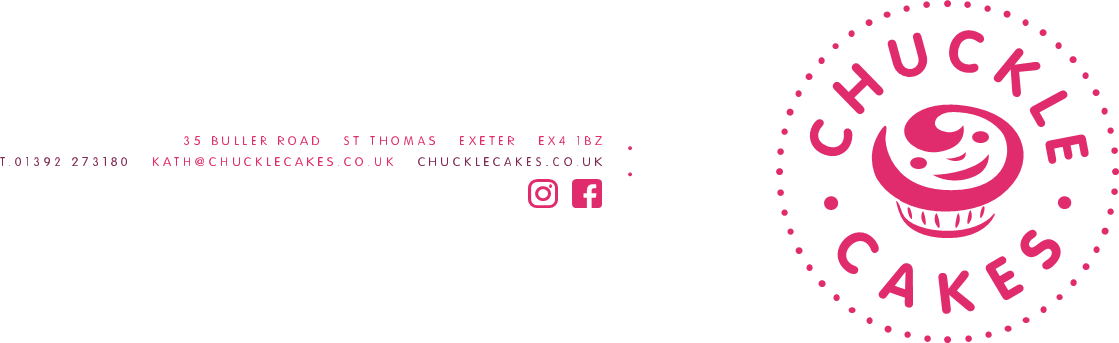 35 BULLER ROAD ST THOMAS EXETER EX4 1BZ
T.01392 273180 KATH@CHUCKLECAKES.CO.UK CHUCKLECAKES.CO.UK
CHUCKLE
CAKES